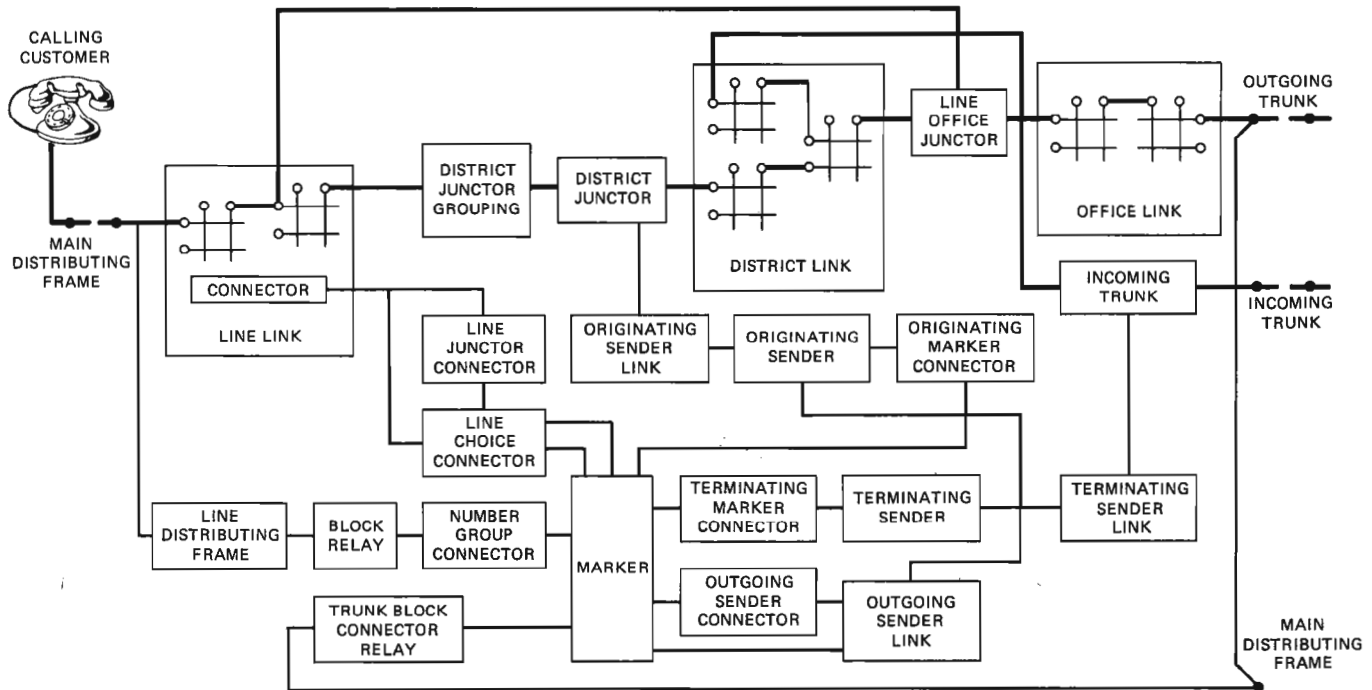 CALLING
CUSTOMER
MAIN
DISTRIBUTING
FRAME
CONNECTOR
LINE LINK
DISTRICT
JUNCTOR
GROUPING
DISTRICT
JUNCTOR
DISTRICT LINK
LINE
OFFICE
JUNCTOR
OFFICE LINK
OUTGOING
TRUNK
INCOMING
TRUNK
INCOMING
TRUNK
LINE
JUNCTOR
CONNECTOR
ORIGINATING
SENDER
LINK
ORIGINATING
SENDER
ORIGINATING
MARKER
CONNECTOR
LINE
CHOICE
CONNECTOR
LINE
DISTRIBUTING
FRAME
BLOCK
RELAY
NUMBER
GROUP
CONNECTOR
MARKER
TERMINATING
MARKER
CONNECTOR
TERMINATING
SENDER
TERMINATING
SENDER
LINK
TRUNK BLOCK
CONNECTOR
RELAY
OUTGOING
SENDER
CONNECTOR
OUTGOING
SENDER
LINK
MAIN
DISTRIBUTING
FRAME